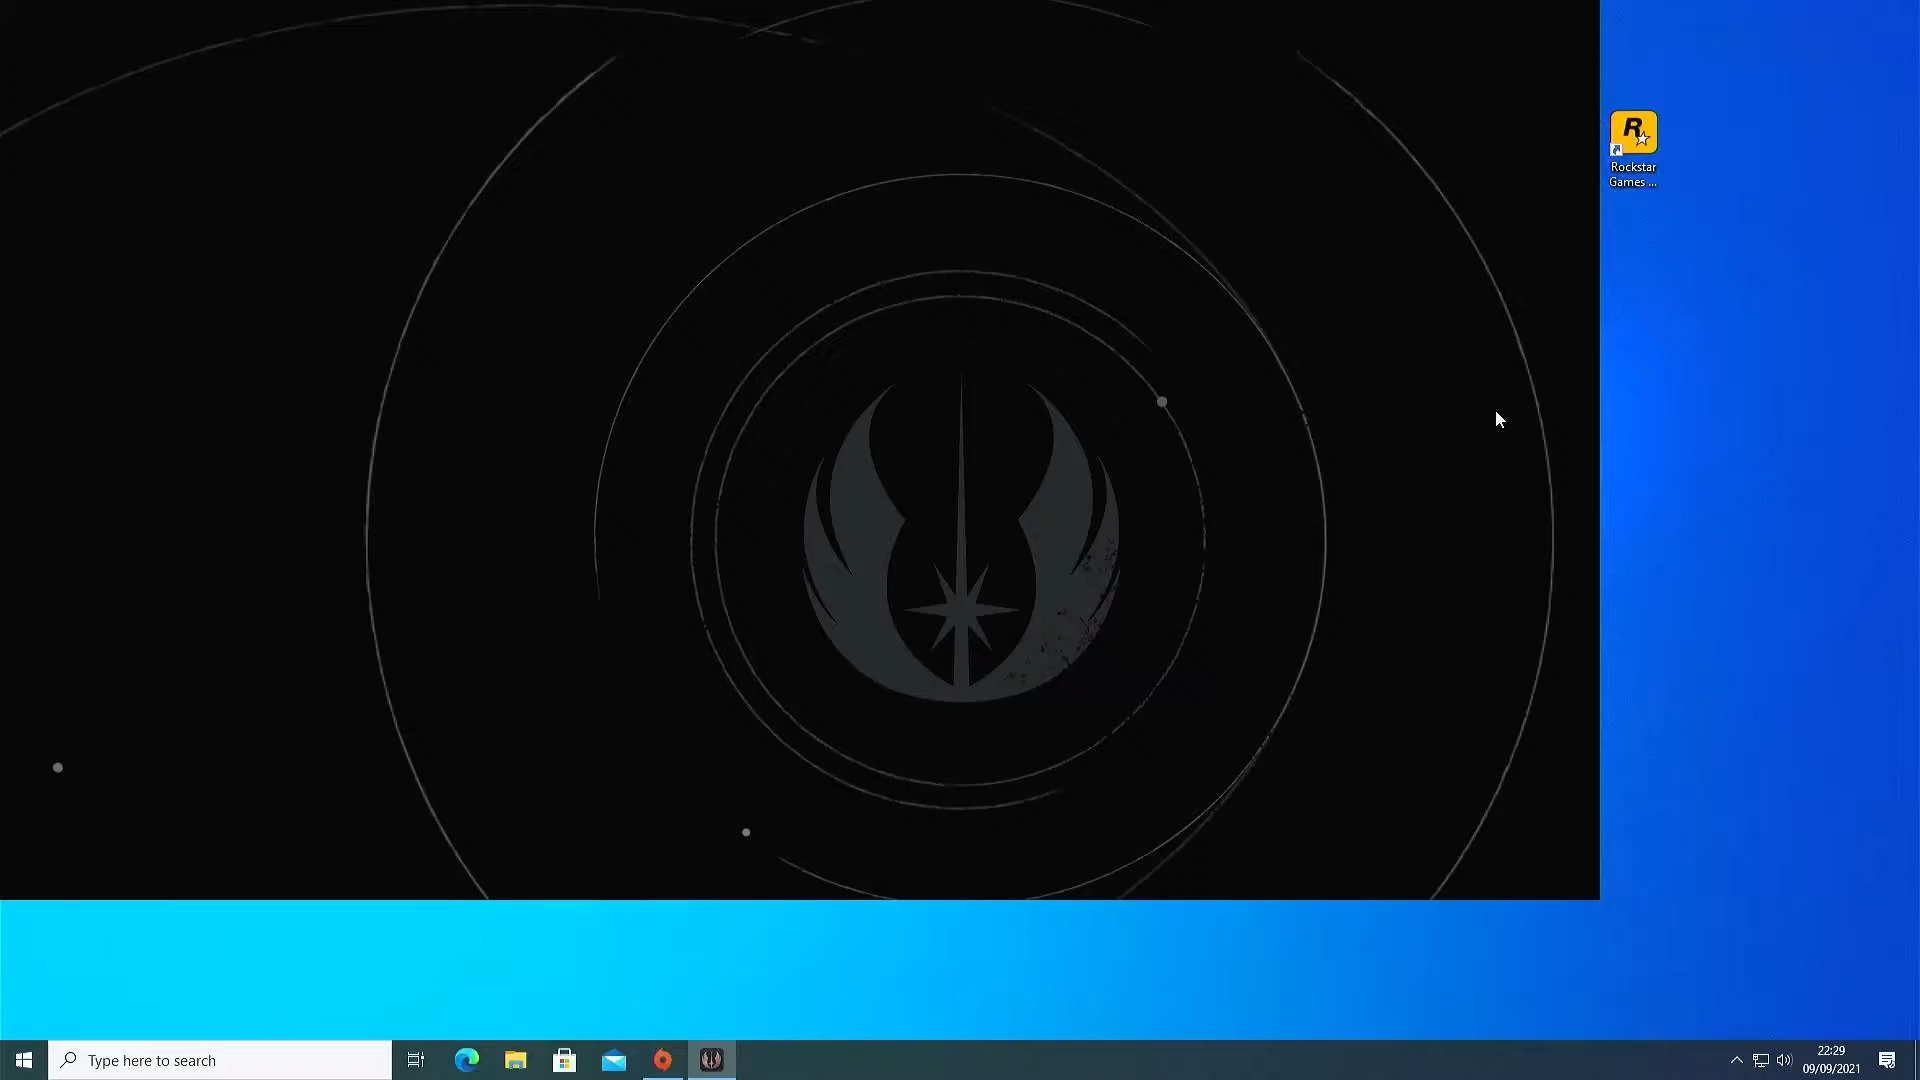 R
Rockstar
Games ...
Type here to search
22:29
09/09/2021